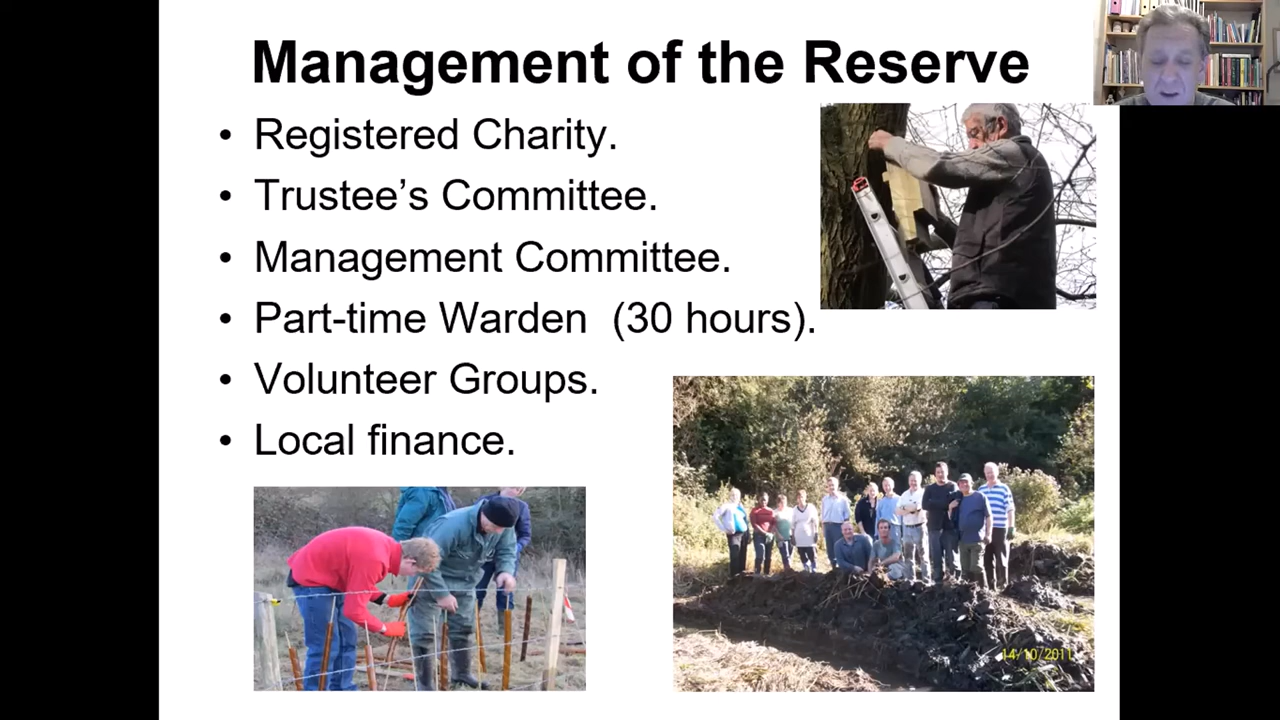 Management of the Reserve
• Registered Charity.
• Trustee’s Committee.
• Management Committee.
• Part-time Warden (30 hours).
• Volunteer Groups.
• Local finance.
14/10/2011